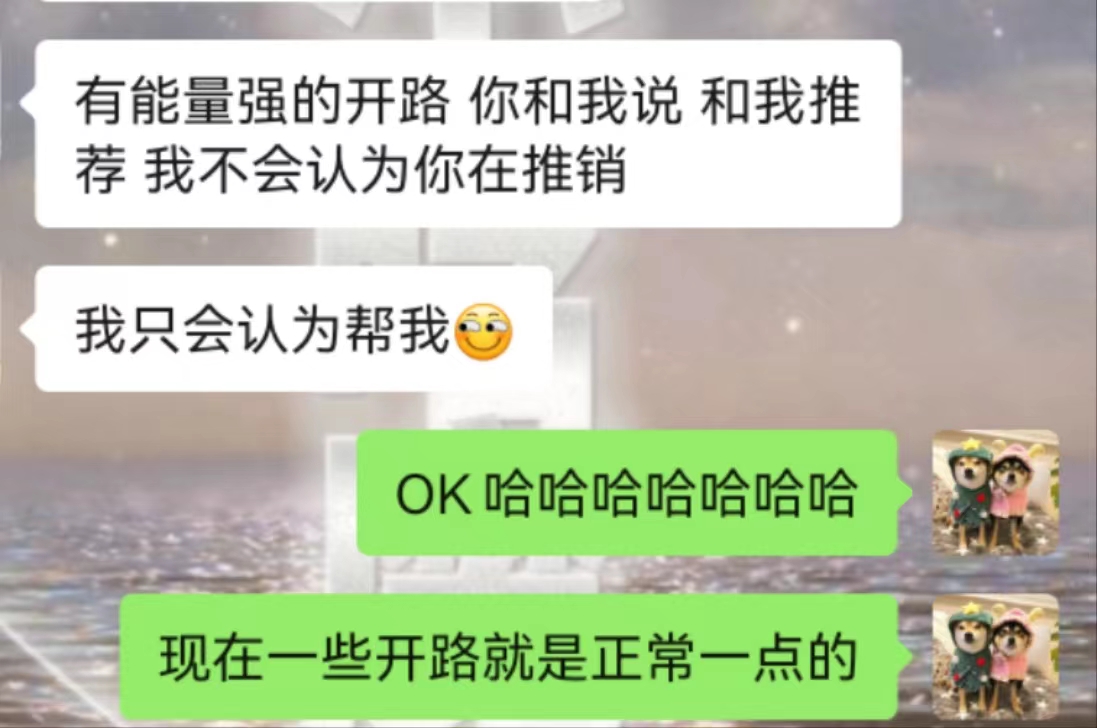 有能量强的开路 你和我说 和我推
荐 我不会认为你在推销
我只会认为帮我
OK 哈哈哈哈哈哈哈
现在一些开路就是正常一点的